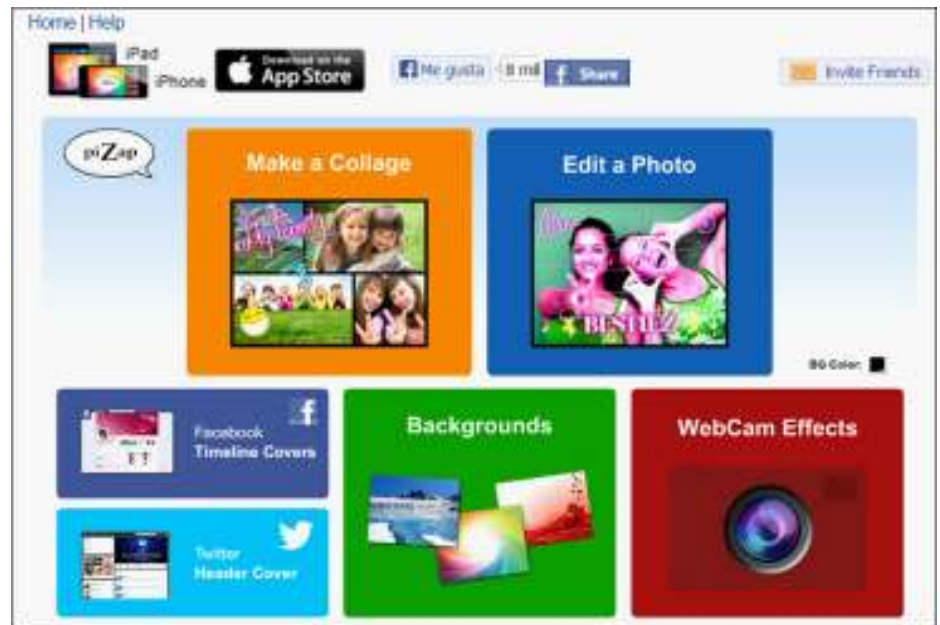 Home | Help
iPad
iPhone
Download on the
App Store
Me gusta
8 mil
Share
Invite Friends
piZap
Make a Collage
Edit a Photo
BG Color:
Facebook
Timeline Covers
Backgrounds
WebCam Effects
Twitter
Header Cover